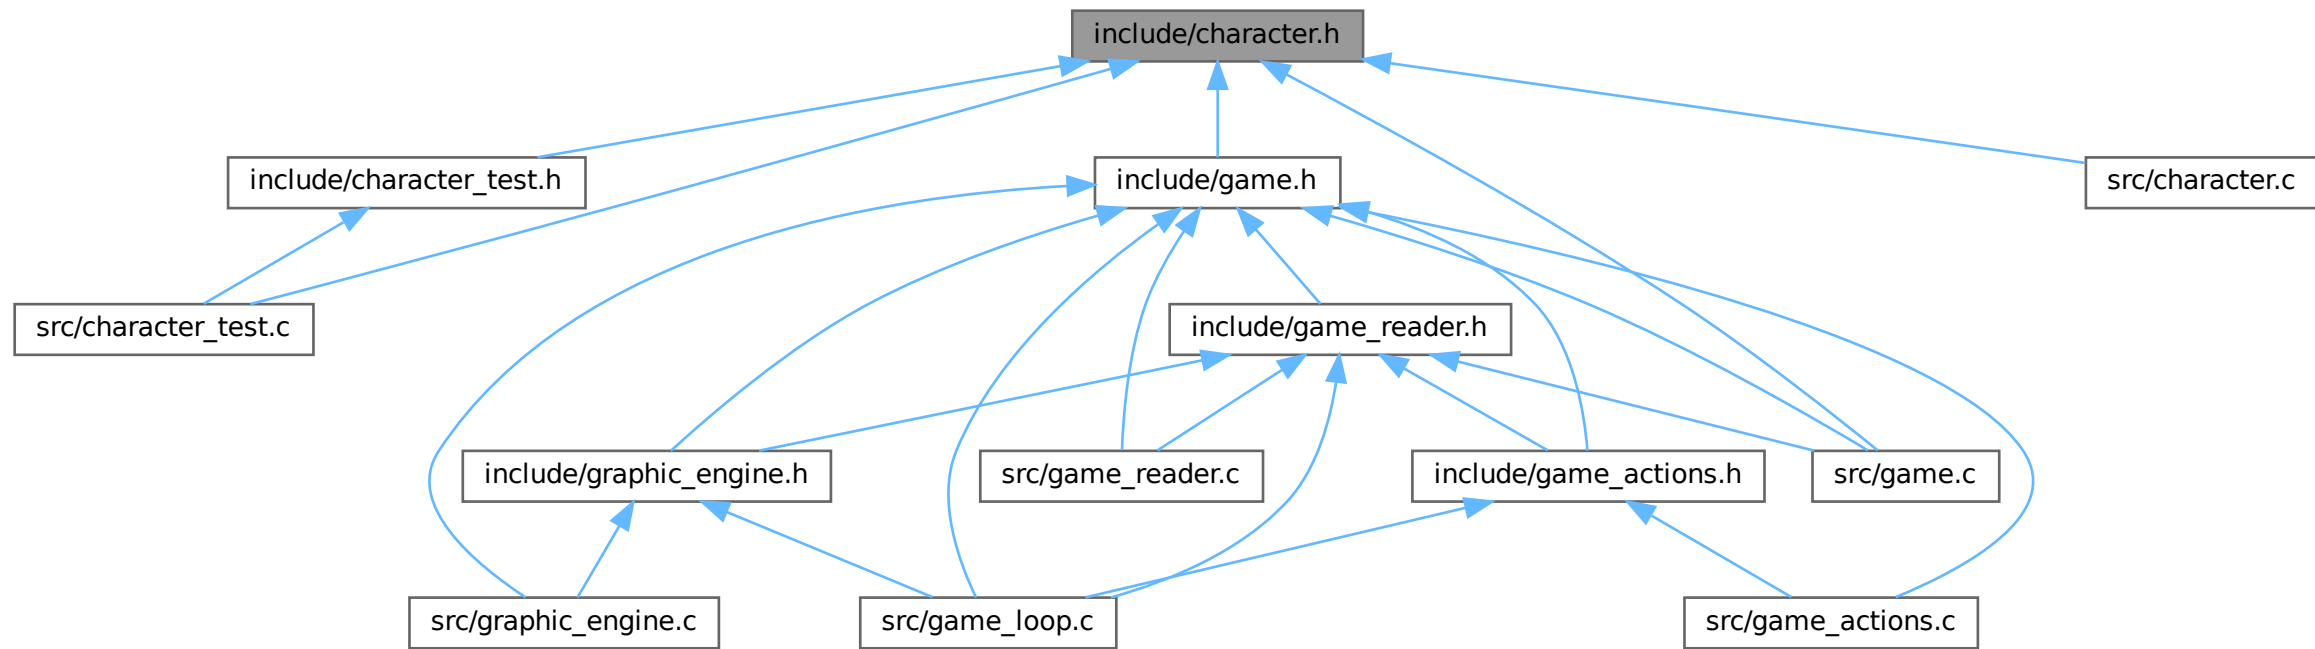 include/character.h
include/character_test.h
include/game.h
src/character.c
src/character_test.c
include/game_reader.h
include/graphic_engine.h
src/game_reader.c
include/game_actions.h
src/game.c
src/graphic_engine.c
src/game_loop.c
src/game_actions.c